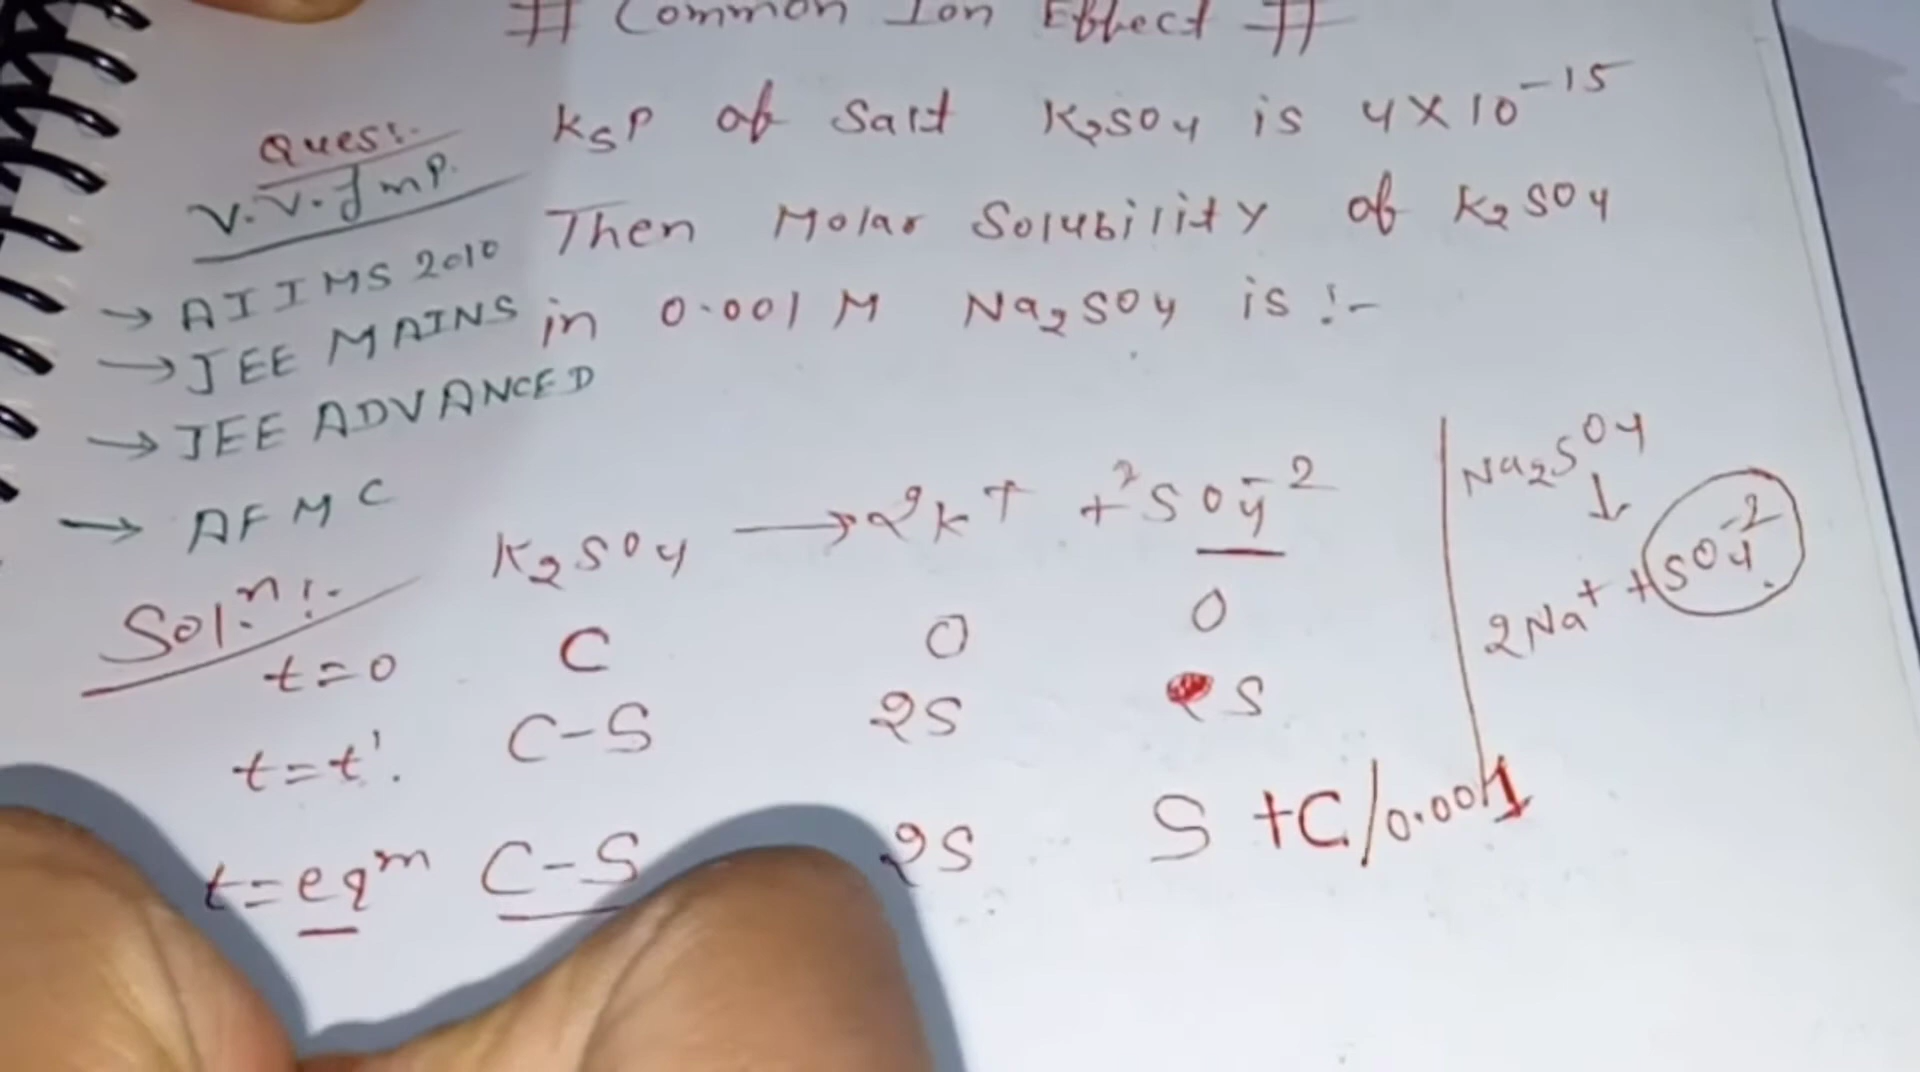 # Common Ion Effect #
Ques:.
V.V.Imp.
KsP of Salt K₂SO₄ is 4×10⁻¹⁵
Then Molar Solubility of K₂SO₄
in 0.001 M Na₂SO₄ is :-
→ AIIMS 2010
→ JEE MAINS
→ JEE ADVANCED
→ AFMC
Sol.ⁿ:-
K₂SO₄ → 2K⁺ + SO₄⁻²
t=0 C 0 0
t=t'. C-S 2S S
t=eqᵐ C-S 2S S +C/0.001
Na₂SO₄
↓
2Na⁺ + SO₄⁻²